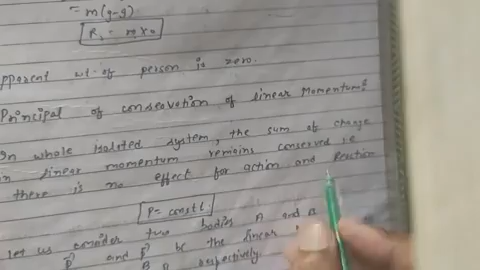 = m(g-g)
R, = m x 0
pparent wt. of person is zero.
Principal of conservation of linear momentum:
In whole isolated system, the sum of change
in linear momentum remains conserved i.e
there is no effect for action and reaction
P = const.
Let us consider two bodies A and B
and be the linear
respectively.